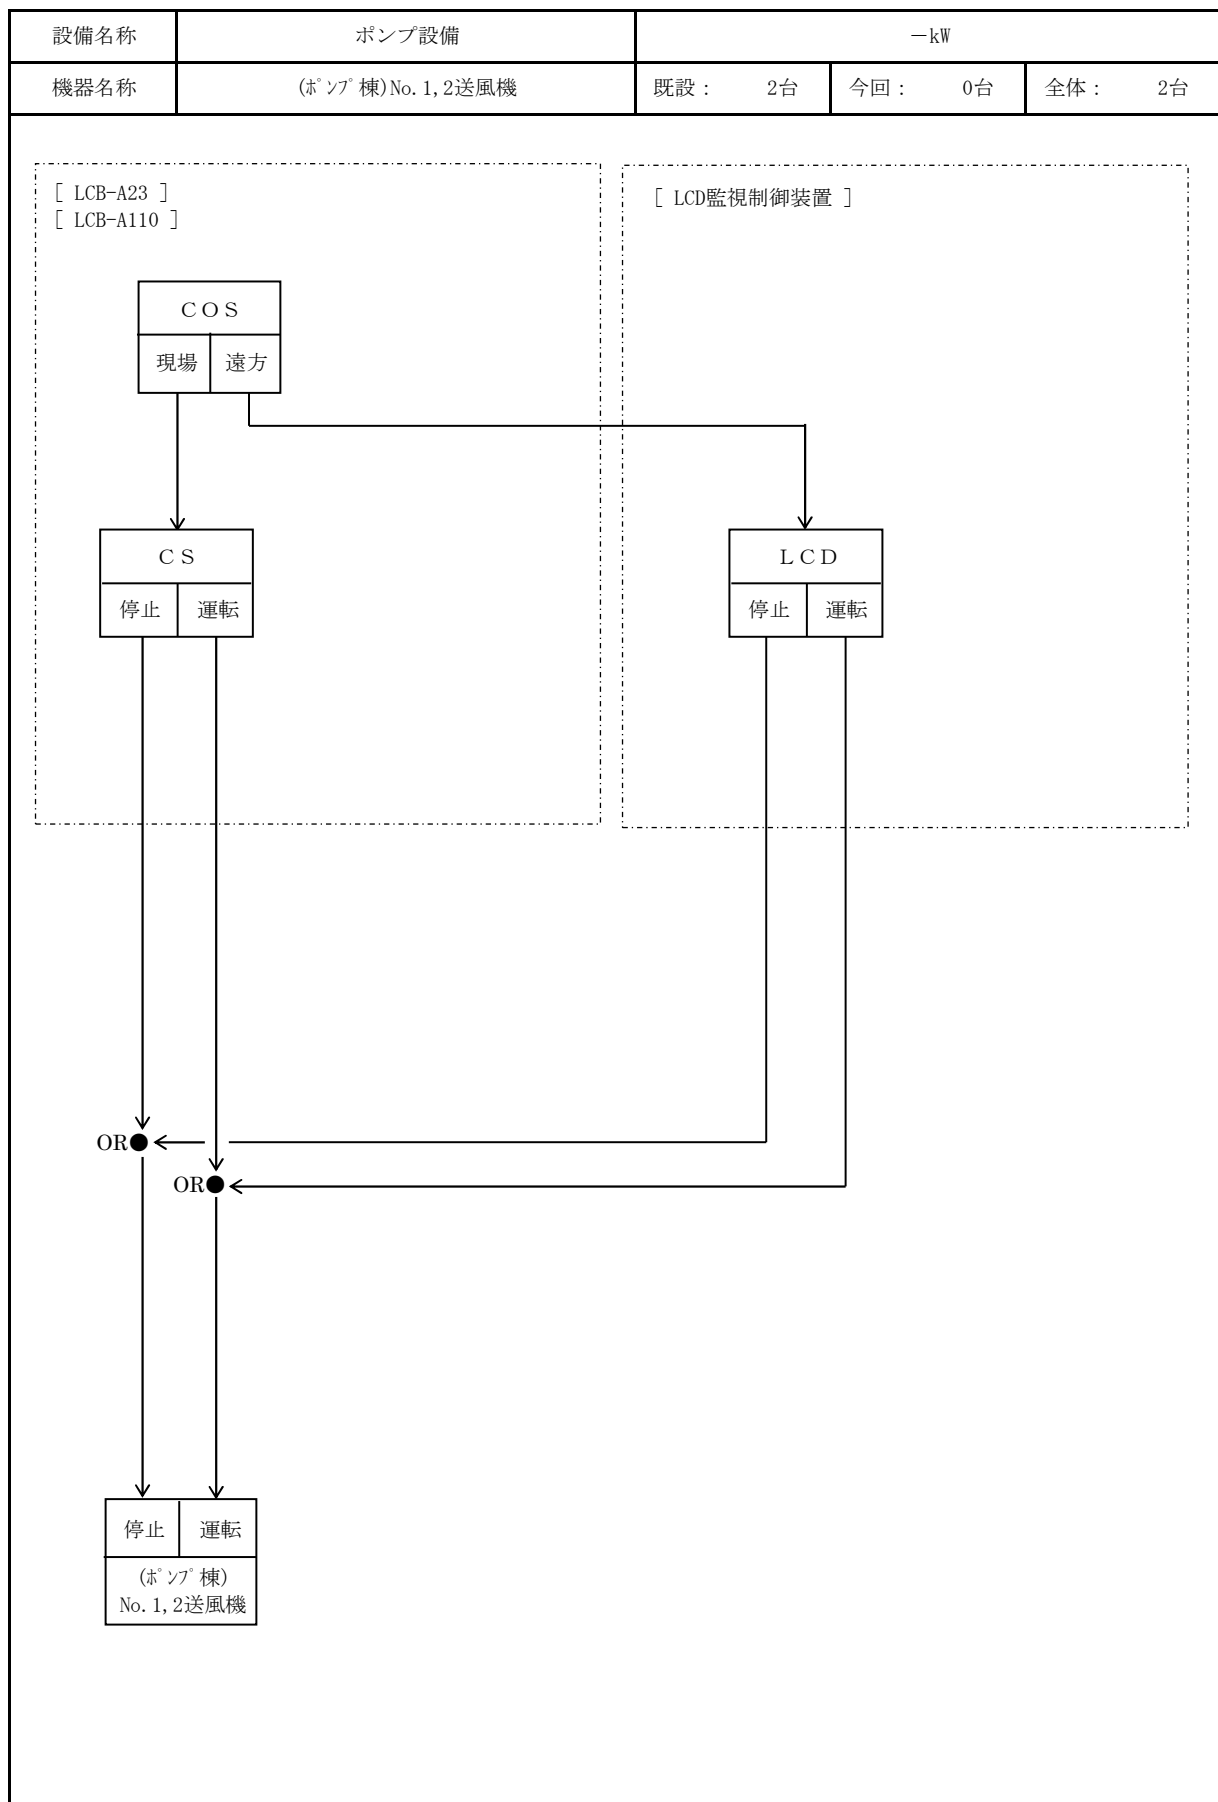 設備名称 ポンプ設備 －kW
機器名称 (ﾎﾟﾝﾌﾟ棟)No.1,2送風機 既設： 2台 今回： 0台 全体： 2台
[ LCB-A23 ]
[ LCB-A110 ]
[ LCD監視制御装置 ]
ＣＯＳ
現場 遠方
ＣＳ
停止 運転
ＬＣＤ
停止 運転
OR
OR
停止 運転
(ﾎﾟﾝﾌﾟ棟)
No.1,2送風機